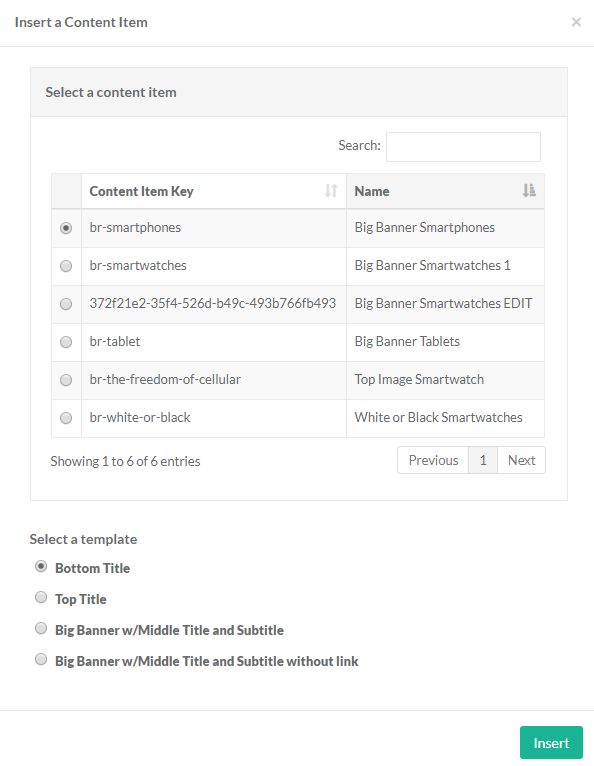 Insert a Content Item ×
Select a content item
Search:
Content Item Key Name
br-smartphones Big Banner Smartphones
br-smartwatches Big Banner Smartwatches 1
372f21e2-35f4-526d-b49c-493b766fb493 Big Banner Smartwatches EDIT
br-tablet Big Banner Tablets
br-the-freedom-of-cellular Top Image Smartwatch
br-white-or-black White or Black Smartwatches
Showing 1 to 6 of 6 entries Previous 1 Next
Select a template
Bottom Title
Top Title
Big Banner w/Middle Title and Subtitle
Big Banner w/Middle Title and Subtitle without link
Insert